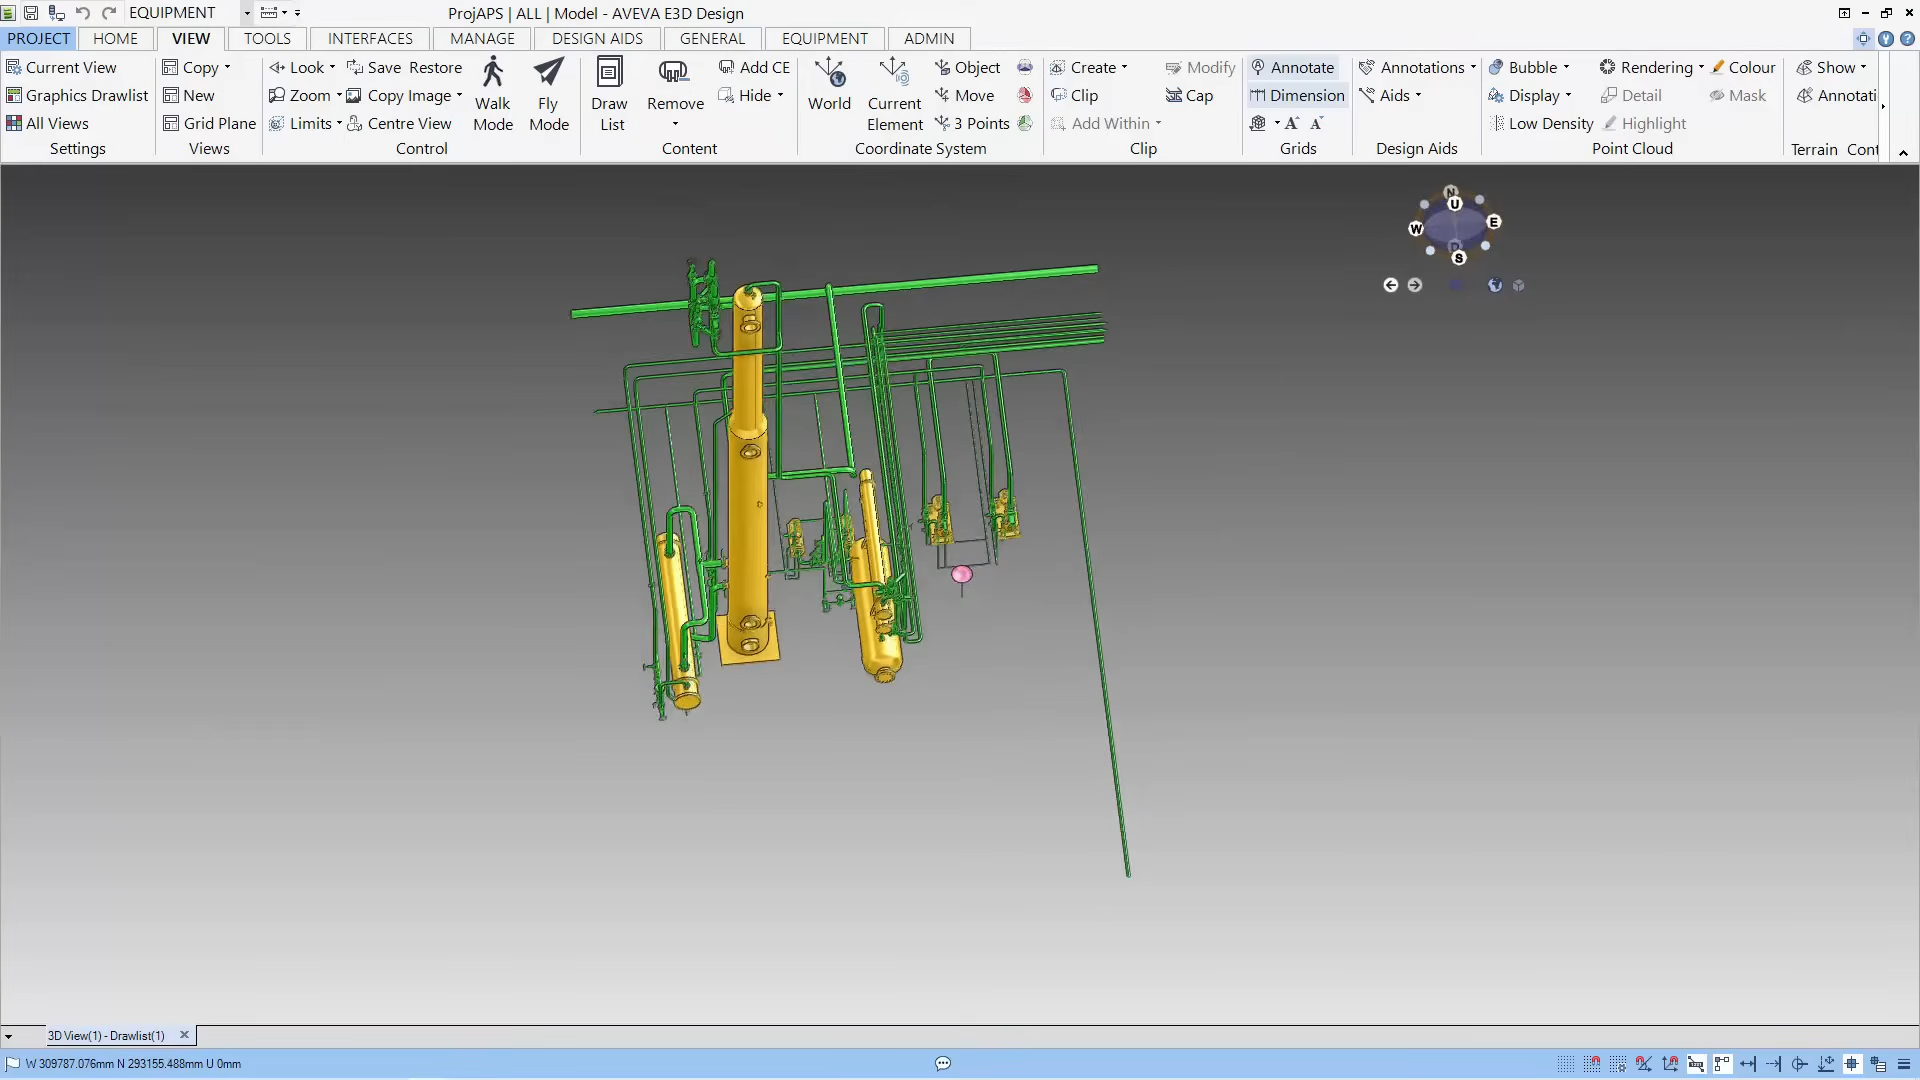 EQUIPMENT
ProjAPS | ALL | Model - AVEVA E3D Design
PROJECT HOME VIEW TOOLS INTERFACES MANAGE DESIGN AIDS GENERAL EQUIPMENT ADMIN
Current View Copy Look Save Restore Walk Mode Fly Mode Draw List Remove Add CE World Current Element Object Create Modify Annotate Annotations Bubble Rendering Colour Show
Graphics Drawlist New Zoom Copy Image Hide Move Clip Cap Dimension Aids Display Detail Mask Annotati
All Views Grid Plane Limits Centre View 3 Points Add Within A A Low Density Highlight
Settings Views Control Content Coordinate System Clip Grids Design Aids Point Cloud Terrain Cont
N
U
W E
D
S
3D View(1) - Drawlist(1)
W 309787.076mm N 293155.488mm U 0mm